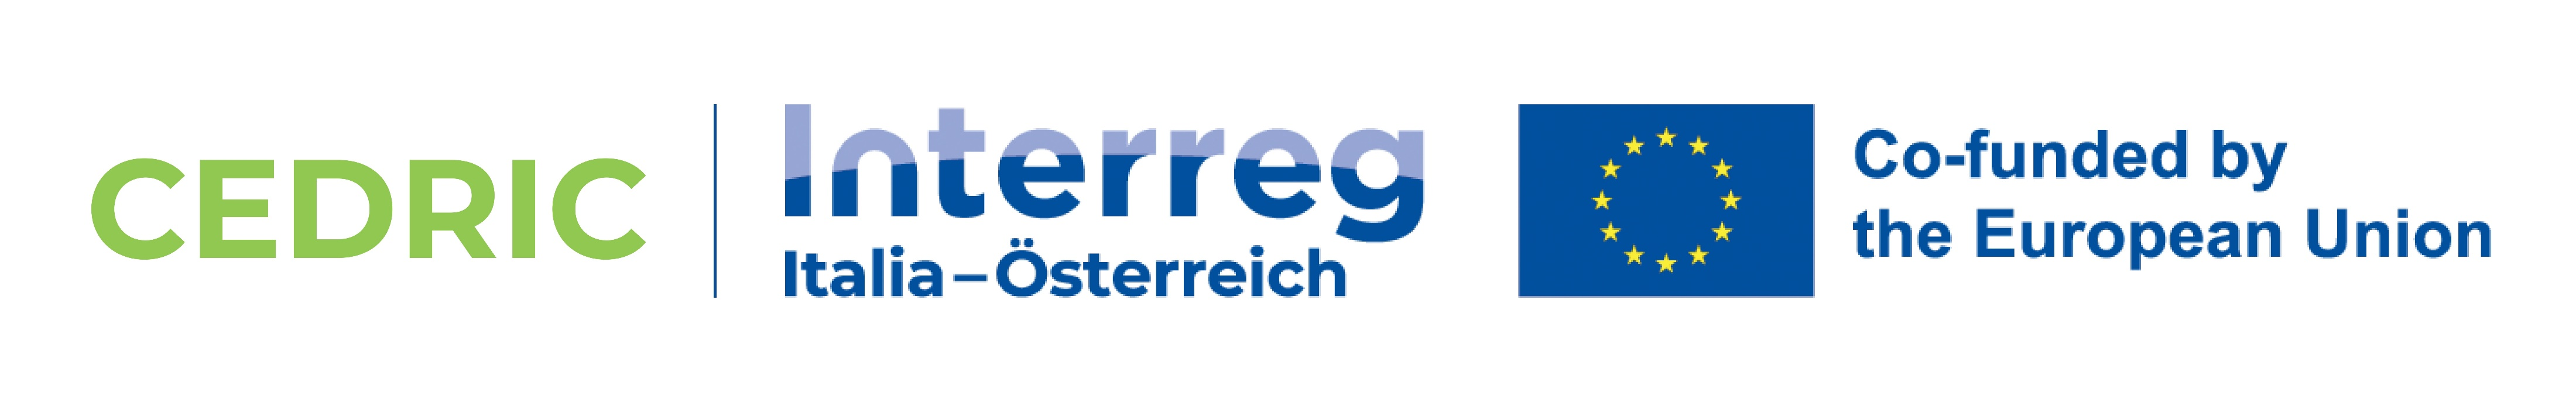 CEDRIC
Interreg
Italia–Österreich
Co-funded by
the European Union